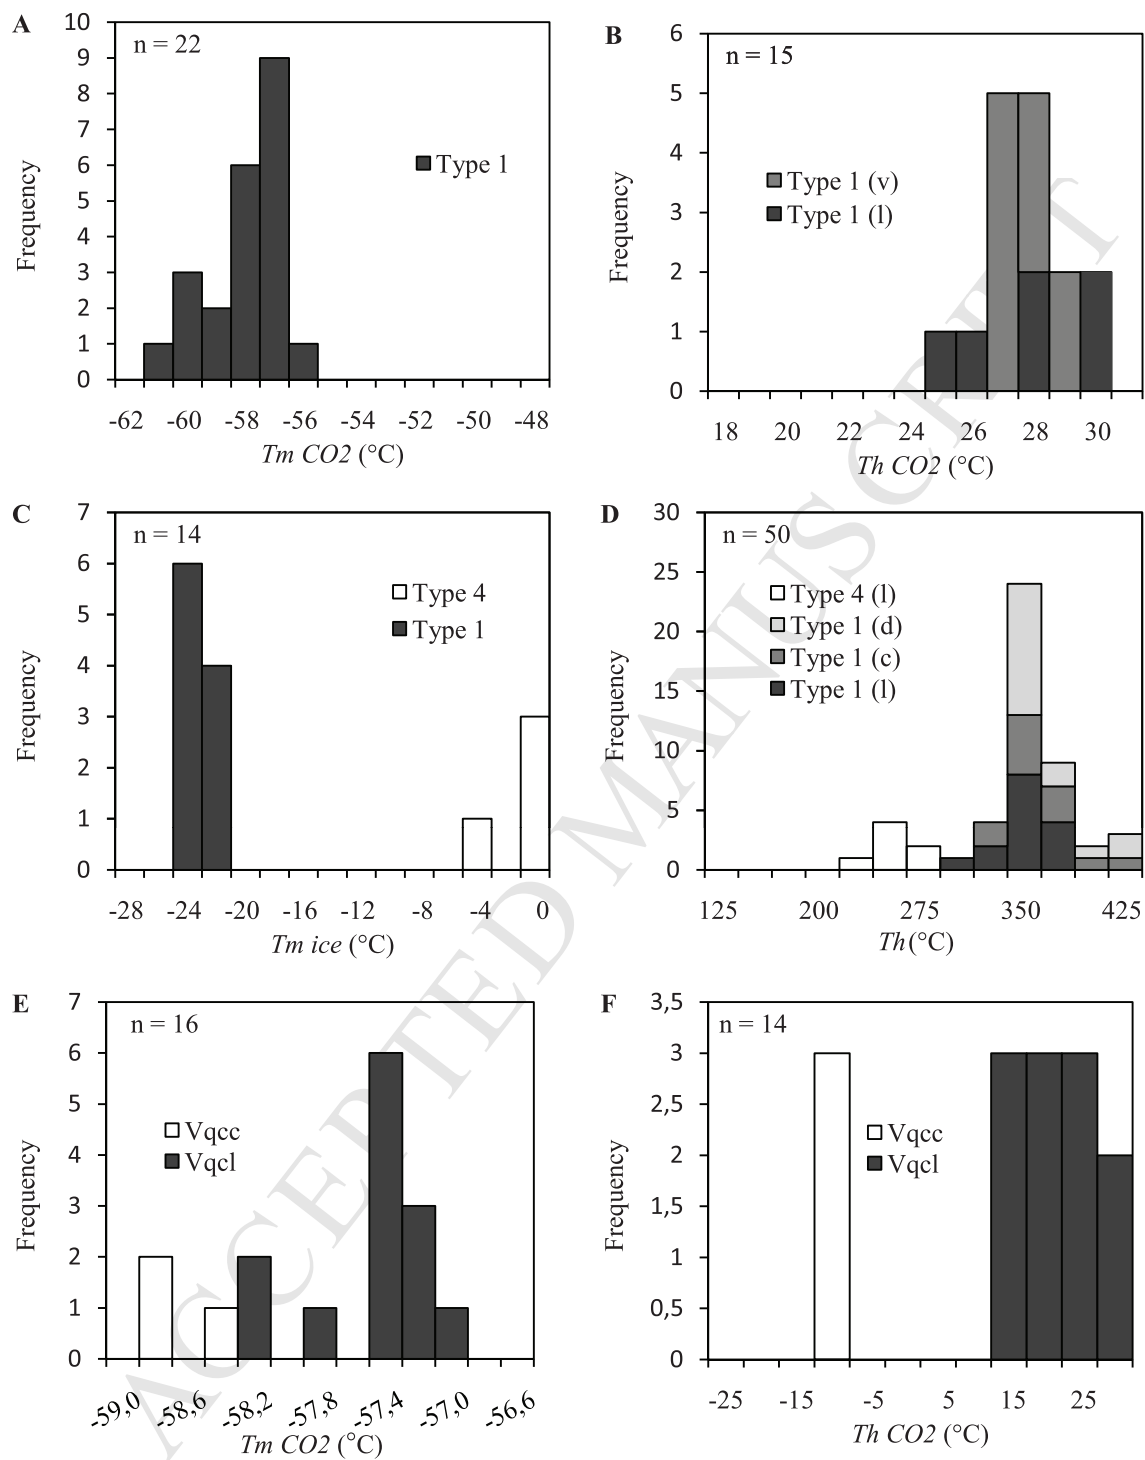 A
n = 22
10
9
8
7
6
5
4
3
2
1
0
Frequency
Type 1
-62 -60 -58 -56 -54 -52 -50 -48
Tm CO2 (°C)
B
n = 15
6
5
4
3
2
1
0
Frequency
Type 1 (v)
Type 1 (l)
18 20 22 24 26 28 30
Th CO2 (°C)
C
n = 14
7
6
5
4
3
2
1
0
Frequency
Type 4
Type 1
-28 -24 -20 -16 -12 -8 -4 0
Tm ice (°C)
D
n = 50
30
25
20
15
10
5
0
Frequency
Type 4 (l)
Type 1 (d)
Type 1 (c)
Type 1 (l)
125 200 275 350 425
Th(°C)
E
n = 16
7
6
5
4
3
2
1
0
Frequency
Vqcc
Vqcl
-59,0 -58,6 -58,2 -57,8 -57,4 -57,0 -56,6
Tm CO2 (°C)
F
n = 14
3,5
3
2,5
2
1,5
1
0,5
0
Frequency
Vqcc
Vqcl
-25 -15 -5 5 15 25
Th CO2 (°C)
ACCEPTED MANUSCRIPT